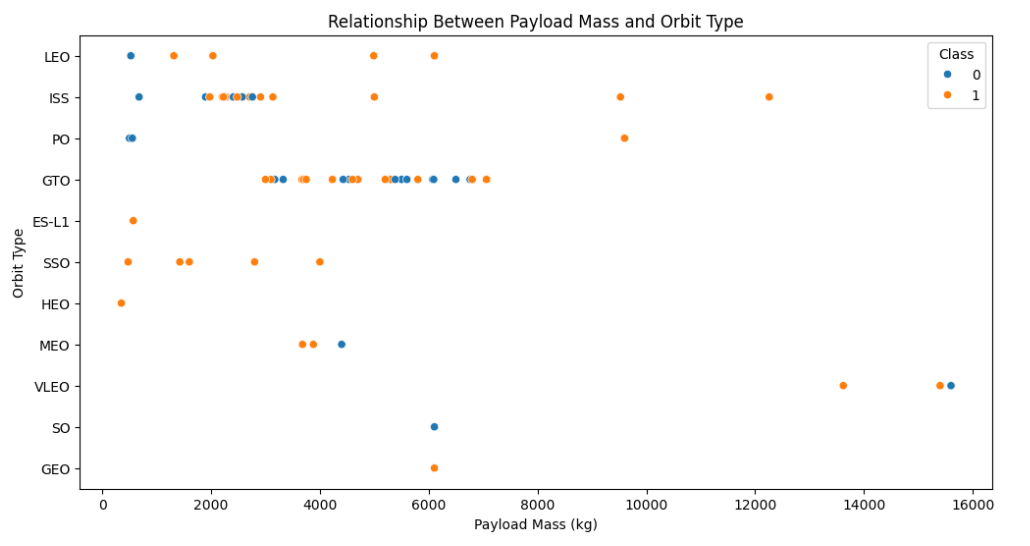 Relationship Between Payload Mass and Orbit Type
Class
0
1
LEO
ISS
PO
GTO
ES-L1
SSO
HEO
MEO
VLEO
SO
GEO
Orbit Type
0 2000 4000 6000 8000 10000 12000 14000 16000
Payload Mass (kg)